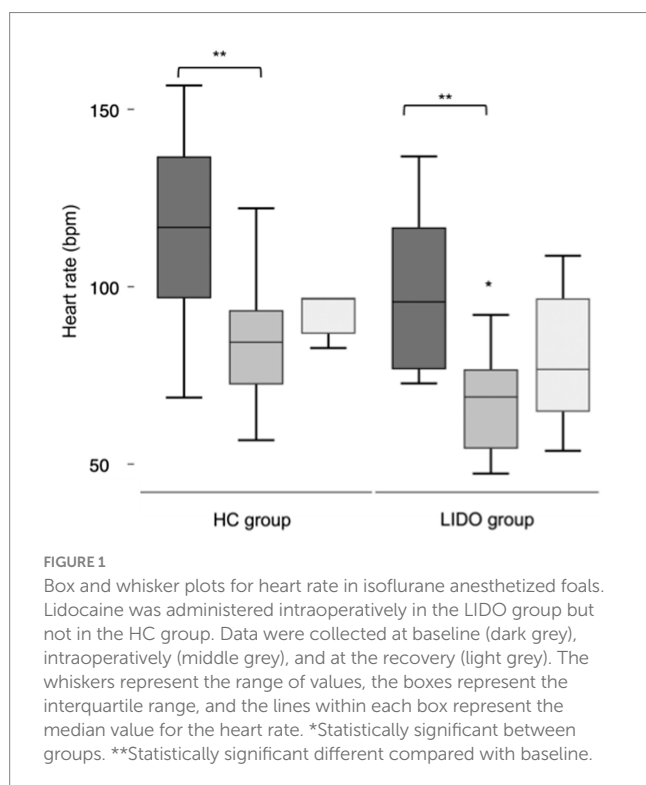 **
**
150
100
*
50
Heart rate (bpm)
HC group
LIDO group
FIGURE 1
Box and whisker plots for heart rate in isoflurane anesthetized foals.
Lidocaine was administered intraoperatively in the LIDO group but
not in the HC group. Data were collected at baseline (dark grey),
intraoperatively (middle grey), and at the recovery (light grey). The
whiskers represent the range of values, the boxes represent the
interquartile range, and the lines within each box represent the
median value for the heart rate. *Statistically significant between
groups. **Statistically significant different compared with baseline.